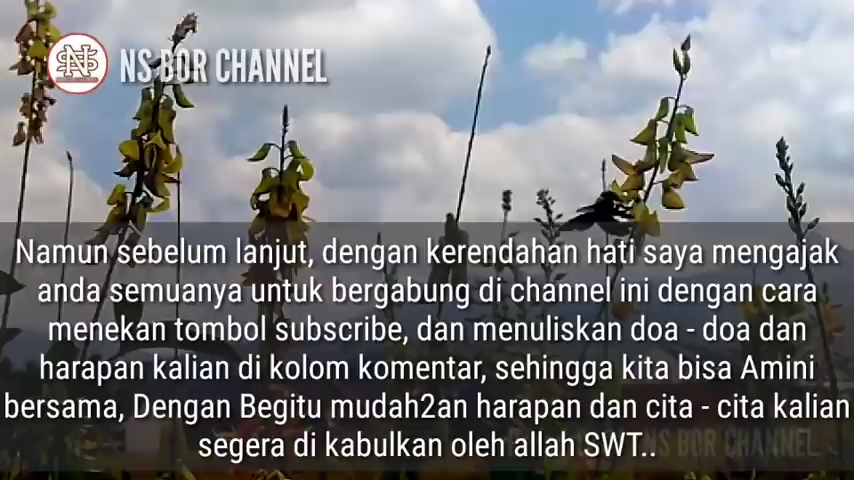 NS
NS BOR CHANNEL
Namun sebelum lanjut, dengan kerendahan hati saya mengajak
anda semuanya untuk bergabung di channel ini dengan cara
menekan tombol subscribe, dan menuliskan doa - doa dan
harapan kalian di kolom komentar, sehingga kita bisa Amini
bersama, Dengan Begitu mudah2an harapan dan cita - cita kalian
segera di kabulkan oleh allah SWT..
NS BOR CHANNEL